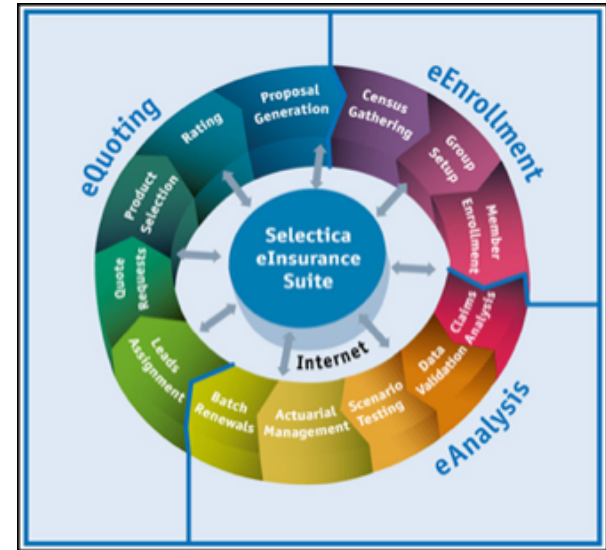 eQuoting
eEnrollment
Proposal
Generation
Census
Gathering
Rating
Group
Setup
Product
Selection
Member
Enrollment
Selectica
eInsurance
Suite
Quote
Requests
Claims
Analysis
Internet
Leads
Assignment
Data
Validation
Batch
Renewals
Actuarial
Management
Scenario
Testing
eAnalysis